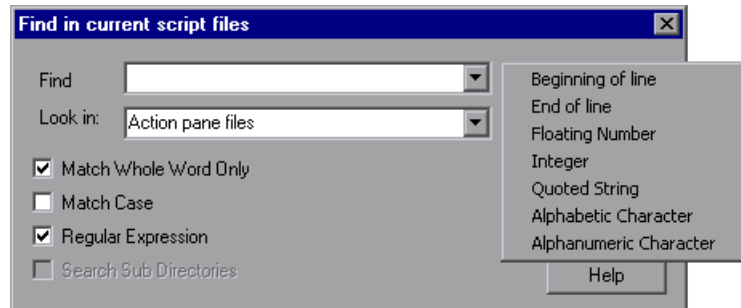 Find in current script files
Find
Look in:
Action pane files
Match Whole Word Only
Match Case
Regular Expression
Search Sub Directories
Beginning of line
End of line
Floating Number
Integer
Quoted String
Alphabetic Character
Alphanumeric Character
Help